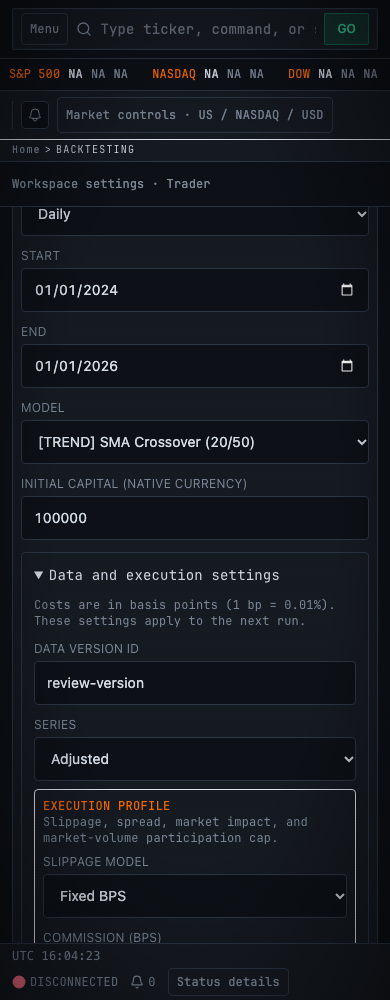 Menu
Type ticker, command, or
GO
S&P 500 NA NA NA NASDAQ NA NA NA DOW NA NA NA
Market controls · US / NASDAQ / USD
Home > BACKTESTING
Workspace settings · Trader
Daily
START
01/01/2024
END
01/01/2026
MODEL
[TREND] SMA Crossover (20/50)
INITIAL CAPITAL (NATIVE CURRENCY)
100000
▼ Data and execution settings
Costs are in basis points (1 bp = 0.01%).
These settings apply to the next run.
DATA VERSION ID
review-version
SERIES
Adjusted
EXECUTION PROFILE
Slippage, spread, market impact, and
market-volume participation cap.
SLIPPAGE MODEL
Fixed BPS
COMMISSION (BPS)
UTC 16:04:23
DISCONNECTED 0 Status details